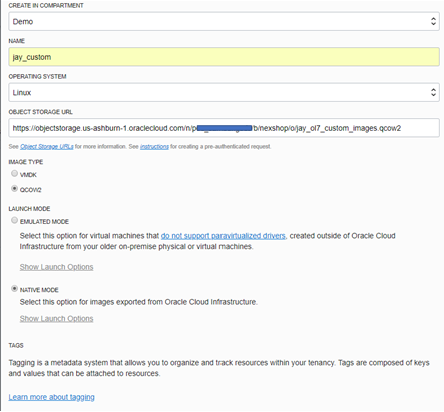 CREATE IN COMPARTMENT
Demo
NAME
jay_custom
OPERATING SYSTEM
Linux
OBJECT STORAGE URL
https://objectstorage.us-ashburn-1.oraclecloud.com/n/p /b/nexshop/o/jay_ol7_custom_images.qcow2
See Object Storage URLs for more information. See instructions for creating a pre-authenticated request.
IMAGE TYPE
VMDK
QCOW2
LAUNCH MODE
EMULATED MODE
Select this option for virtual machines that do not support paravirtualized drivers, created outside of Oracle Cloud
Infrastructure from your older on-premise physical or virtual machines.
Show Launch Options
NATIVE MODE
Select this option for images exported from Oracle Cloud Infrastructure.
Show Launch Options
TAGS
Tagging is a metadata system that allows you to organize and track resources within your tenancy. Tags are composed of keys
and values that can be attached to resources.
Learn more about tagging